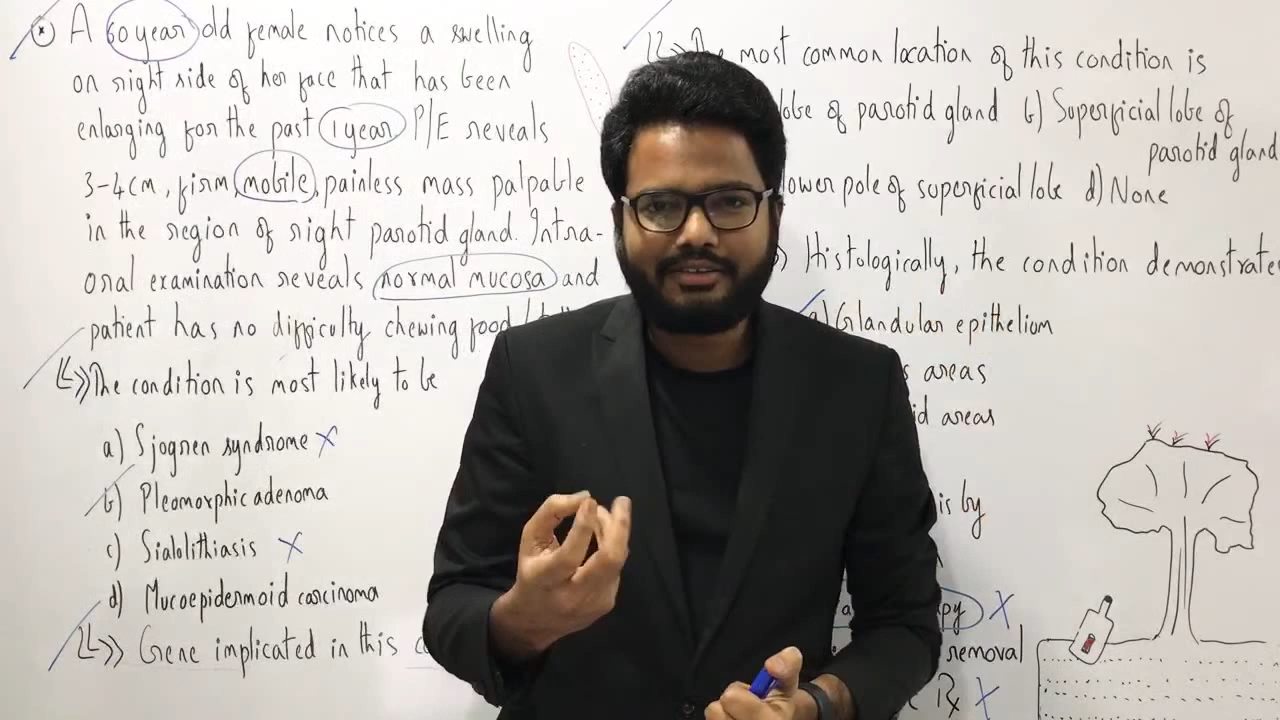 A 60 year old female notices a swelling
on right side of her face that has been
enlarging for the past 1 year P/E reveals
3-4cm, firm, mobile, painless mass palpable
in the region of right parotid gland. Intra-
oral examination reveals normal mucosa and
patient has no difficulty chewing food
The condition is most likely to be
a) Sjogren syndrome X
b) Pleomorphic adenoma
c) Sialolithiasis X
d) Mucoepidermoid carcinoma
Gene implicated in this
most common location of this condition is
lobe of parotid gland b) Superficial lobe of
parotid gland
lower pole of superficial lobe d) None
Histologically, the condition demonstrates
a) Glandular epithelium
areas
areas
is by
X
removal
Rx X